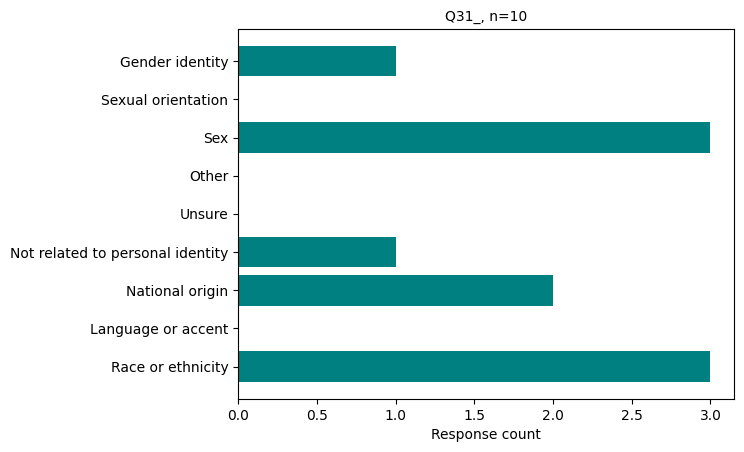 Q31_, n=10
Gender identity
Sexual orientation
Sex
Other
Unsure
Not related to personal identity
National origin
Language or accent
Race or ethnicity
0.0 0.5 1.0 1.5 2.0 2.5 3.0
Response count